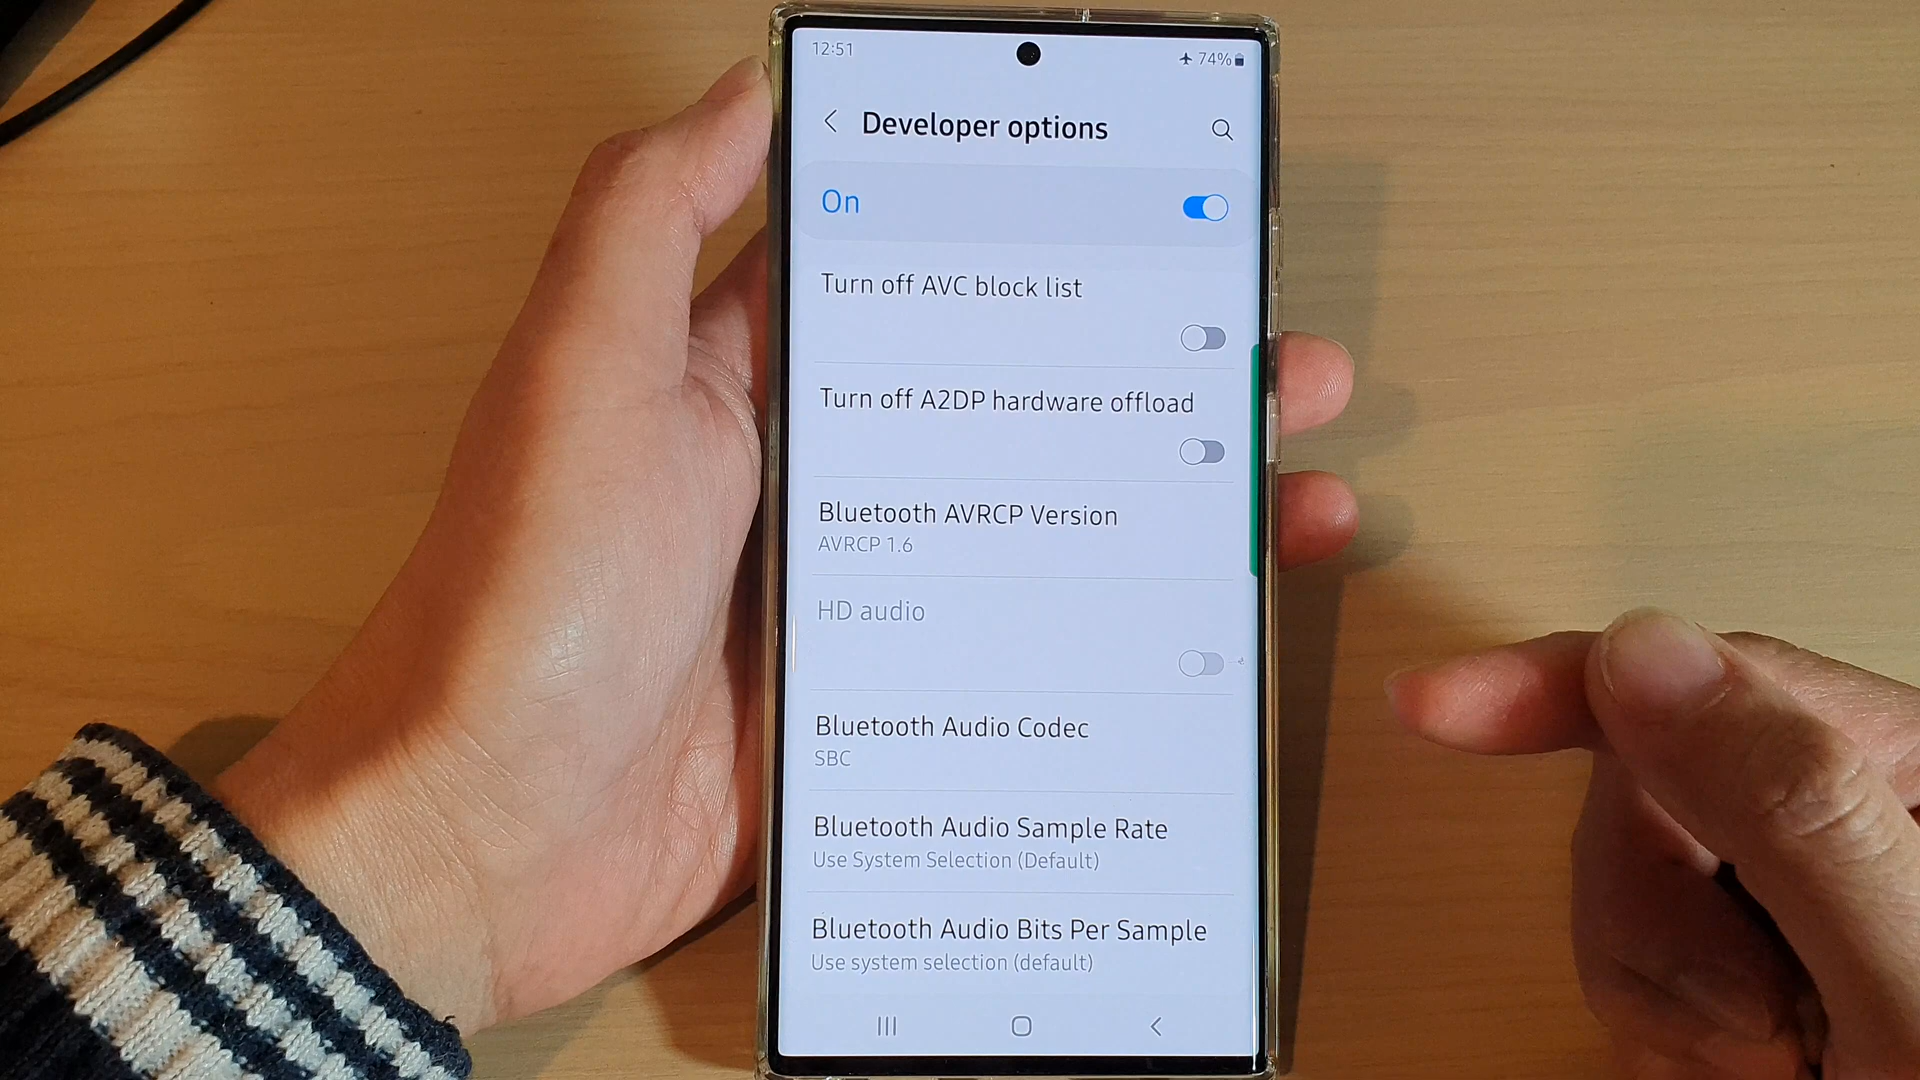 12:51
74%
Developer options
On
Turn off AVC block list
Turn off A2DP hardware offload
Bluetooth AVRCP Version
AVRCP 1.6
HD audio
Bluetooth Audio Codec
SBC
Bluetooth Audio Sample Rate
Use System Selection (Default)
Bluetooth Audio Bits Per Sample
Use system selection (default)